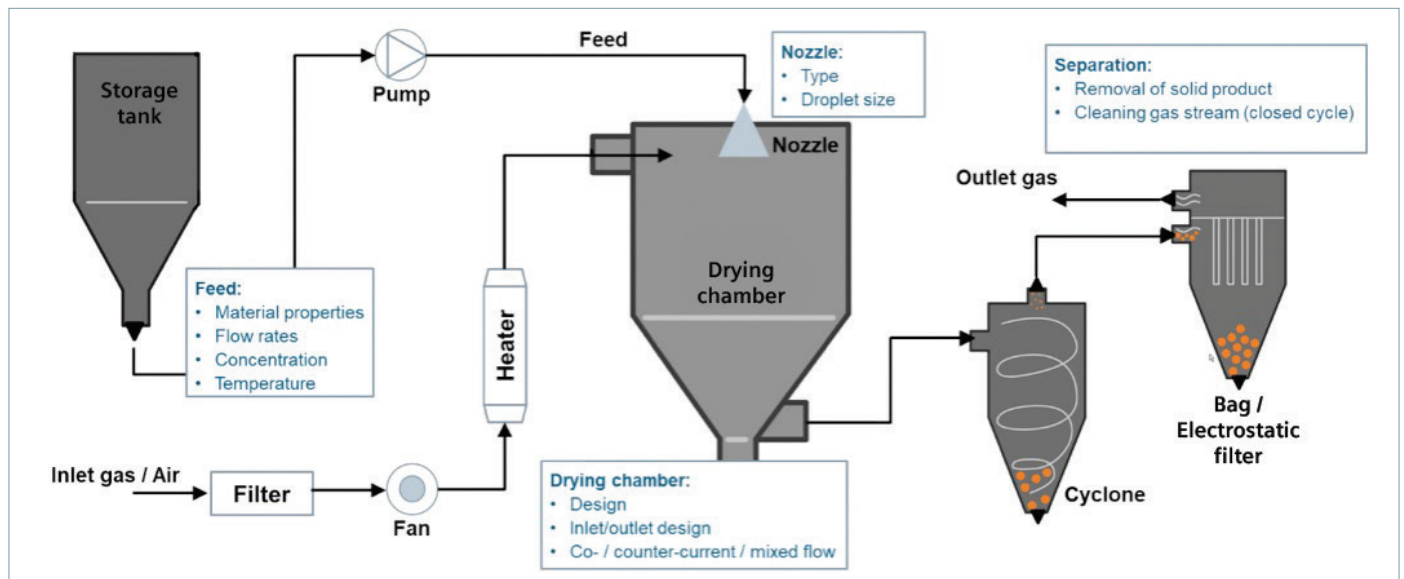 Storage
tank
Pump
Feed
Nozzle:
• Type
• Droplet size
Separation:
• Removal of solid product
• Cleaning gas stream (closed cycle)
Nozzle
Outlet gas
Feed:
• Material properties
• Flow rates
• Concentration
• Temperature
Heater
Drying
chamber
Inlet gas / Air
Filter
Fan
Drying chamber:
• Design
• Inlet/outlet design
• Co- / counter-current / mixed flow
Cyclone
Bag /
Electrostatic
filter